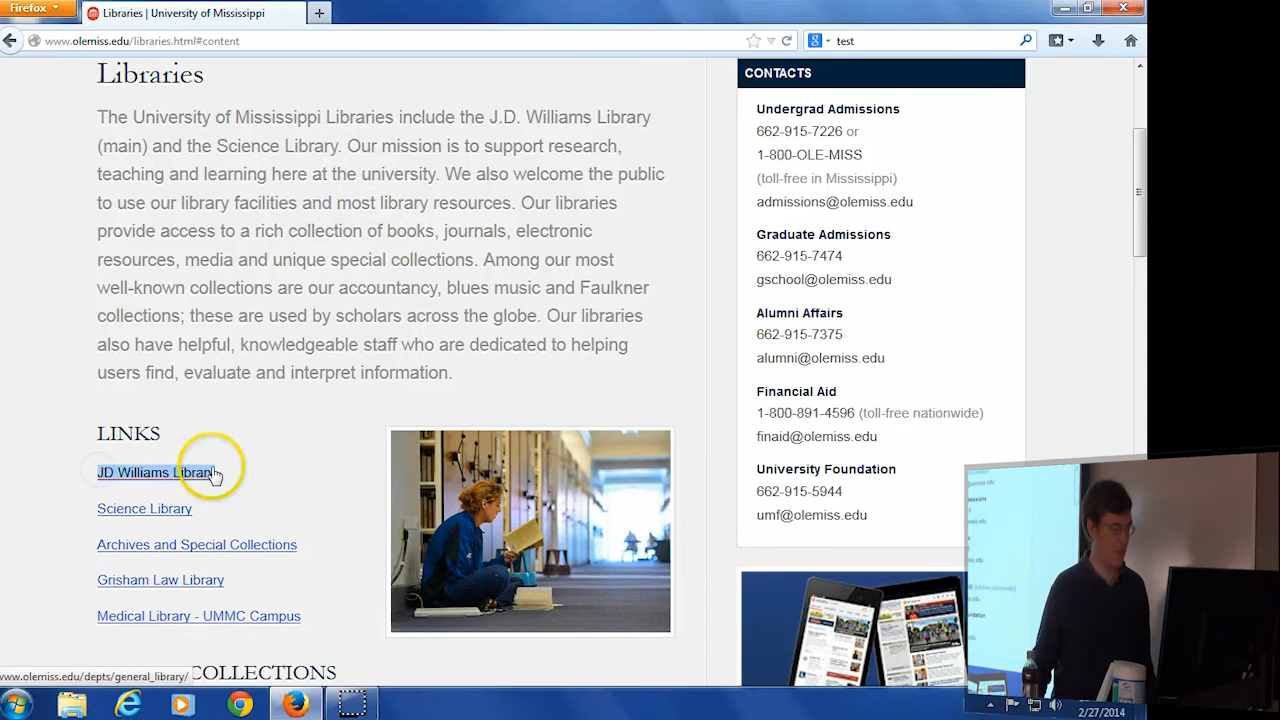 Firefox
Libraries | University of Mississippi
www.olemiss.edu/libraries.html#content
test
Libraries
The University of Mississippi Libraries include the J.D. Williams Library
(main) and the Science Library. Our mission is to support research,
teaching and learning here at the university. We also welcome the public
to use our library facilities and most library resources. Our libraries
provide access to a rich collection of books, journals, electronic
resources, media and unique special collections. Among our most
well-known collections are our accountancy, blues music and Faulkner
collections; these are used by scholars across the globe. Our libraries
also have helpful, knowledgeable staff who are dedicated to helping
users find, evaluate and interpret information.
LINKS
JD Williams Library
Science Library
Archives and Special Collections
Grisham Law Library
Medical Library - UMMC Campus
COLLECTIONS
www.olemiss.edu/depts/general_library/
CONTACTS
Undergrad Admissions
662-915-7226 or
1-800-OLE-MISS
(toll-free in Mississippi)
admissions@olemiss.edu
Graduate Admissions
662-915-7474
gschool@olemiss.edu
Alumni Affairs
662-915-7375
alumni@olemiss.edu
Financial Aid
1-800-891-4596 (toll-free nationwide)
finaid@olemiss.edu
University Foundation
662-915-5944
umf@olemiss.edu
2/27/2014